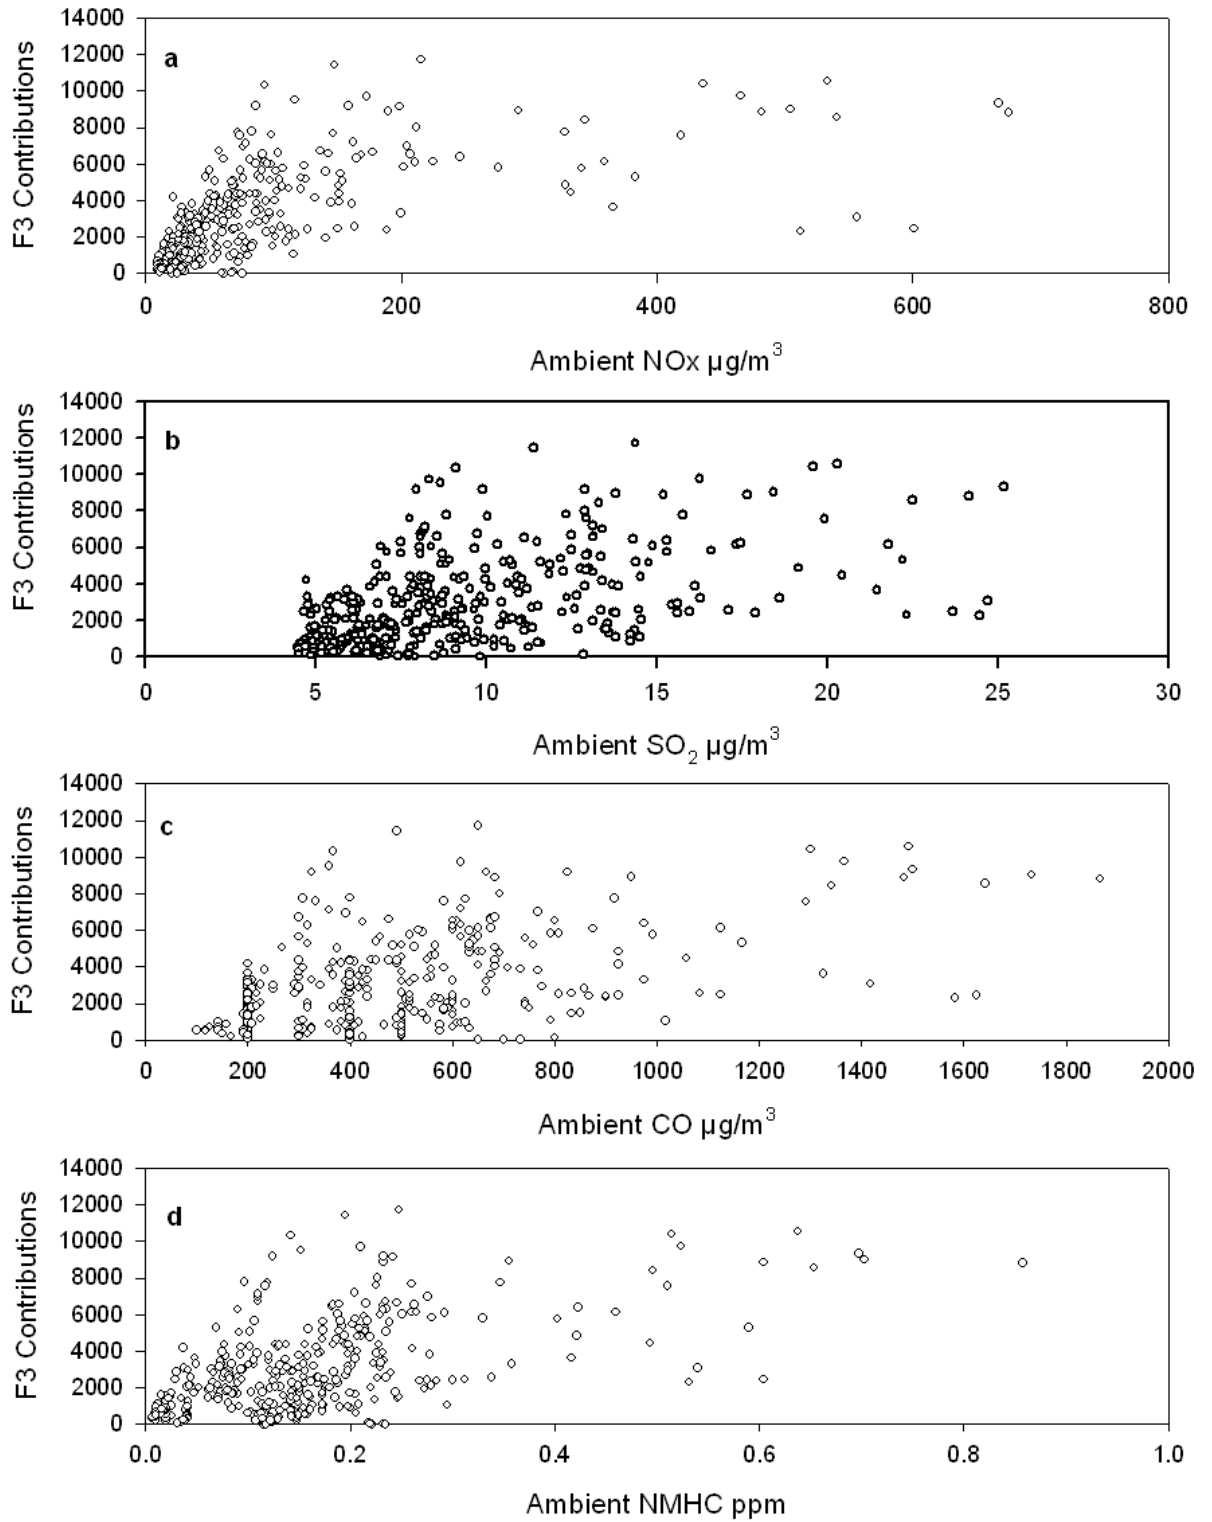 14000
12000
10000
8000
6000
4000
2000
0
F3 Contributions
a
0 200 400 600 800
Ambient NOx µg/m³
14000
12000
10000
8000
6000
4000
2000
0
F3 Contributions
b
0 5 10 15 20 25 30
Ambient SO₂ µg/m³
14000
12000
10000
8000
6000
4000
2000
0
F3 Contributions
c
0 200 400 600 800 1000 1200 1400 1600 1800 2000
Ambient CO µg/m³
14000
12000
10000
8000
6000
4000
2000
0
F3 Contributions
d
0.0 0.2 0.4 0.6 0.8 1.0
Ambient NMHC ppm